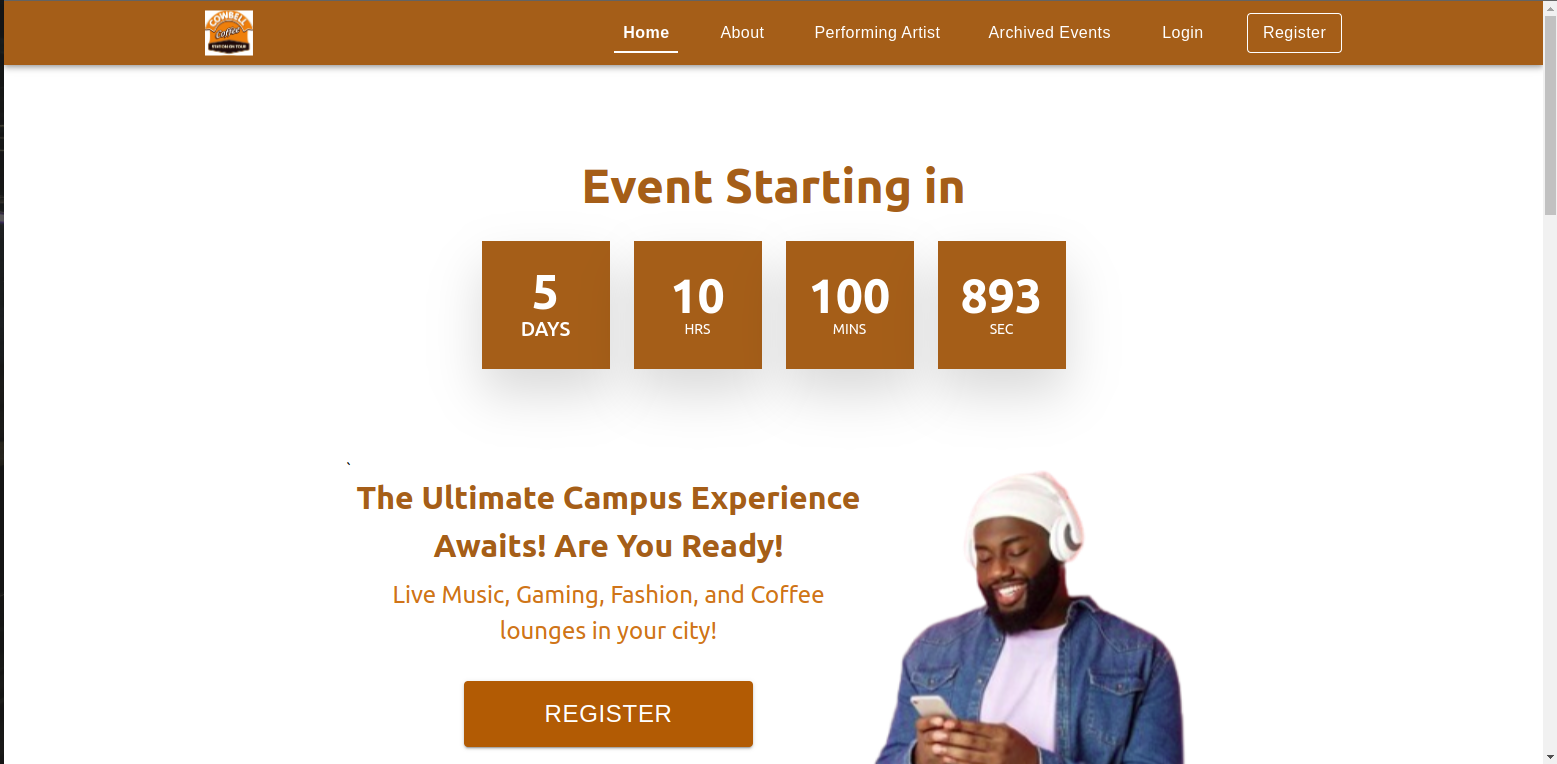 COWBELL
Coffee
Home
About
Performing Artist
Archived Events
Login
Register
Event Starting in
5
DAYS
10
HRS
100
MINS
893
SEC
`
The Ultimate Campus Experience
Awaits! Are You Ready!
Live Music, Gaming, Fashion, and Coffee
lounges in your city!
REGISTER